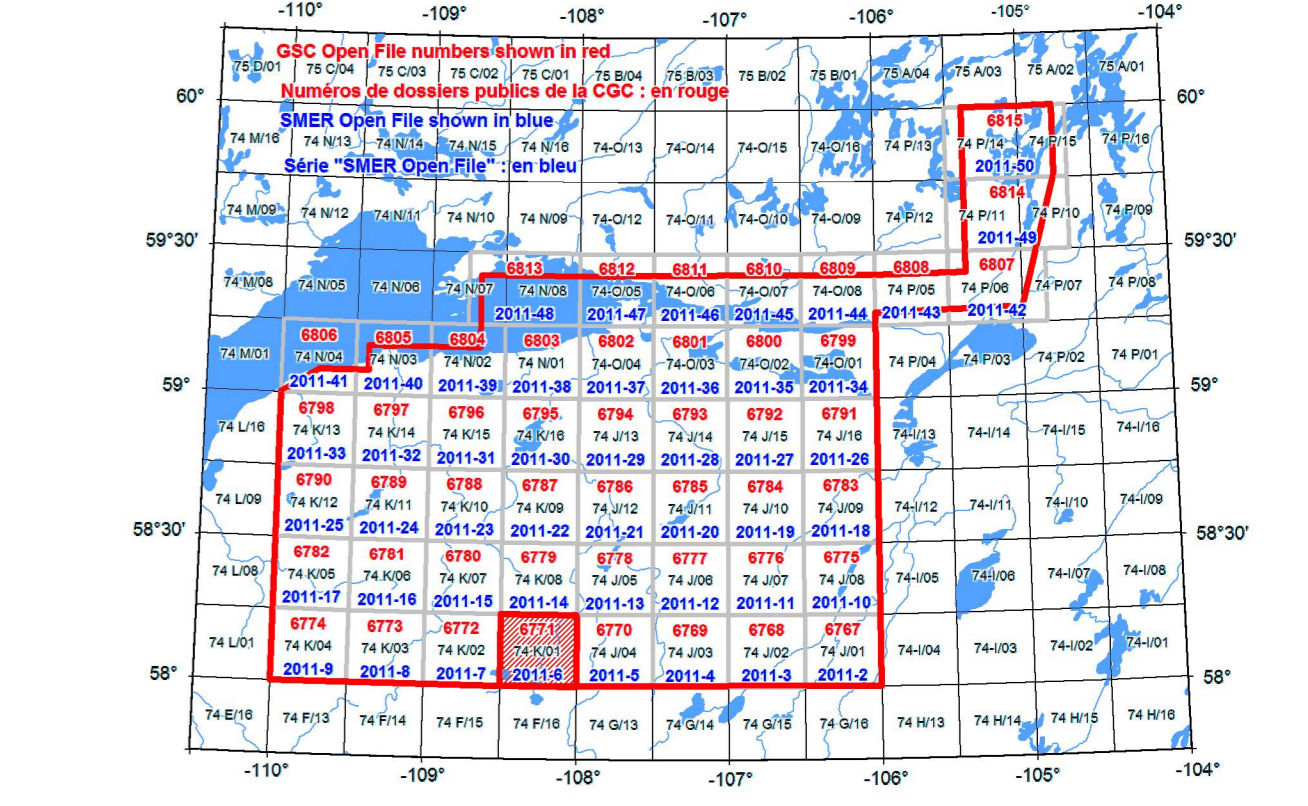 -110° -109° -108° -107° -106° -105° -104°
GSC Open File numbers shown in red
75 D/01 75 C/04 75 C/03 75 C/02 75 C/01 75 B/04 75 B/03 75 B/02 75 B/01 75 A/04 75 A/03 75 A/02 75 A/01
Numéros de dossiers publics de la CGC : en rouge
60° 60°
SMER Open File shown in blue
6815
74 M/16 74 N/13 74 N/14 74 N/15 74 N/16 74-O/13 74-O/14 74-O/15 74-O/16 74 P/13 74 P/14 74 P/15 74 P/16
Série "SMER Open File" : en bleu
2011-50
6814
74 M/09 74 N/12 74 N/11 74 N/10 74 N/09 74-O/12 74-O/11 74-O/10 74-O/09 74 P/12 74 P/11 74 P/10 74 P/09
2011-49
59°30' 59°30'
6813 6812 6811 6810 6809 6808 6807
74 M/08 74 N/05 74 N/06 74 N/07 74 N/08 74-O/05 74-O/06 74-O/07 74-O/08 74 P/05 74 P/06 74 P/07 74 P/08
2011-48 2011-47 2011-46 2011-45 2011-44 2011-43 2011-42
6806 6805 6804 6803 6802 6801 6800 6799
74 M/01 74 N/04 74 N/03 74 N/02 74 N/01 74-O/04 74-O/03 74-O/02 74-O/01 74 P/04 74 P/03 74 P/02 74 P/01
59° 2011-41 2011-40 2011-39 2011-38 2011-37 2011-36 2011-35 2011-34 59°
6798 6797 6796 6795 6794 6793 6792 6791
74 L/16 74 K/13 74 K/14 74 K/15 74 K/16 74 J/13 74 J/14 74 J/15 74 J/16 74-I/13 74-I/14 74-I/15 74-I/16
2011-33 2011-32 2011-31 2011-30 2011-29 2011-28 2011-27 2011-26
6790 6789 6788 6787 6786 6785 6784 6783
74 L/09 74 K/12 74 K/11 74 K/10 74 K/09 74 J/12 74 J/11 74 J/10 74 J/09 74-I/12 74-I/11 74-I/10 74-I/09
58°30' 2011-25 2011-24 2011-23 2011-22 2011-21 2011-20 2011-19 2011-18 58°30'
6782 6781 6780 6779 6778 6777 6776 6775
74 L/08 74 K/05 74 K/06 74 K/07 74 K/08 74 J/05 74 J/06 74 J/07 74 J/08 74-I/05 74-I/06 74-I/07 74-I/08
2011-17 2011-16 2011-15 2011-14 2011-13 2011-12 2011-11 2011-10
6774 6773 6772 6771 6770 6769 6768 6767
74 L/01 74 K/04 74 K/03 74 K/02 74 K/01 74 J/04 74 J/03 74 J/02 74 J/01 74-I/04 74-I/03 74-I/02 74-I/01
58° 2011-9 2011-8 2011-7 2011-6 2011-5 2011-4 2011-3 2011-2 58°
74 E/16 74 F/13 74 F/14 74 F/15 74 F/16 74 G/13 74 G/14 74 G/15 74 G/16 74 H/13 74 H/14 74 H/15 74 H/16
-110° -109° -108° -107° -106° -105° -104°